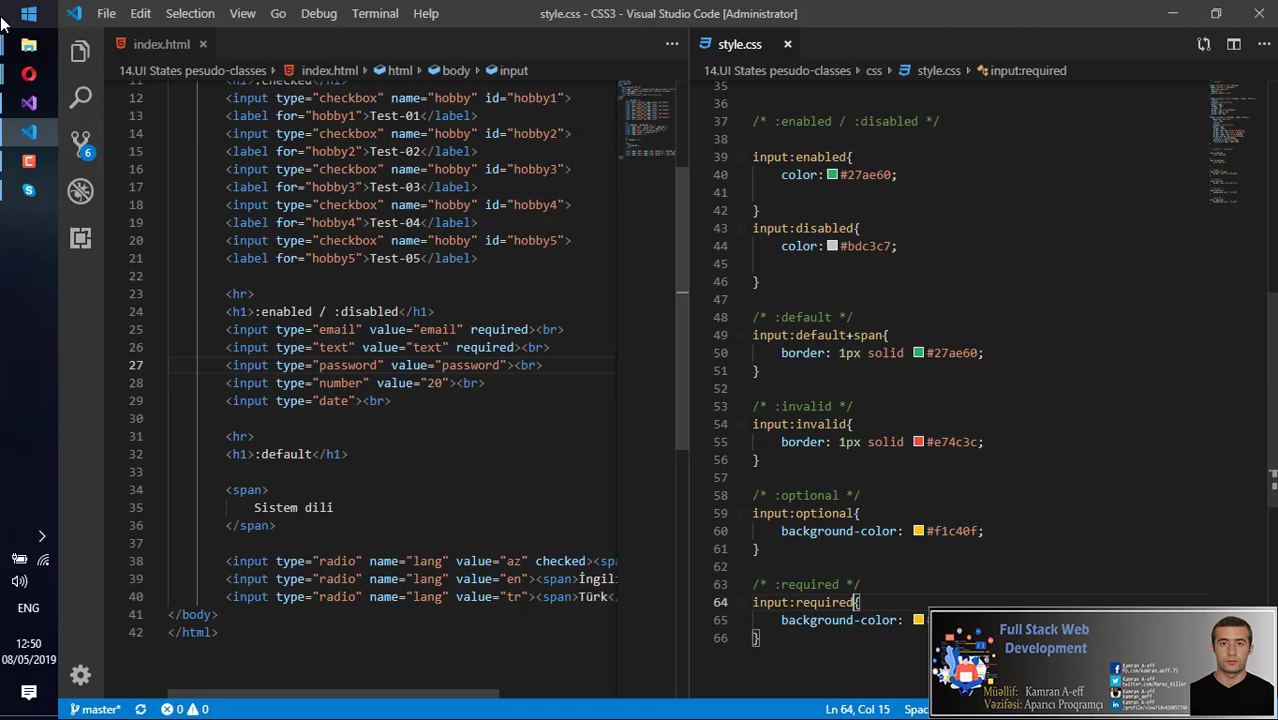 File Edit Selection View Go Debug Terminal Help
style.css - CSS3 - Visual Studio Code [Administrator]
index.html
14.UI States pesudo-classes > index.html > html > body > input
12 <input type="checkbox" name="hobby" id="hobby1">
13 <label for="hobby1">Test-01</label>
14 <input type="checkbox" name="hobby" id="hobby2">
15 <label for="hobby2">Test-02</label>
16 <input type="checkbox" name="hobby" id="hobby3">
17 <label for="hobby3">Test-03</label>
18 <input type="checkbox" name="hobby" id="hobby4">
19 <label for="hobby4">Test-04</label>
20 <input type="checkbox" name="hobby" id="hobby5">
21 <label for="hobby5">Test-05</label>
22
23 <hr>
24 <h1>:enabled / :disabled</h1>
25 <input type="email" value="email" required><br>
26 <input type="text" value="text" required><br>
27 <input type="password" value="password"><br>
28 <input type="number" value="20"><br>
29 <input type="date"><br>
30
31 <hr>
32 <h1>:default</h1>
33
34 <span>
35 Sistem dili
36 </span>
37
38 <input type="radio" name="lang" value="az" checked><spa
39 <input type="radio" name="lang" value="en"><span>İngili
40 <input type="radio" name="lang" value="tr"><span>Türk</
41 </body>
42 </html>
style.css
14.UI States pesudo-classes > css > style.css > input:required
35
36
37 /* :enabled / :disabled */
38
39 input:enabled{
40 color: #27ae60;
41
42 }
43 input:disabled{
44 color: #bdc3c7;
45
46 }
47
48 /* :default */
49 input:default+span{
50 border: 1px solid #27ae60;
51 }
52
53 /* :invalid */
54 input:invalid{
55 border: 1px solid #e74c3c;
56 }
57
58 /* :optional */
59 input:optional{
60 background-color: #f1c40f;
61 }
62
63 /* :required */
64 input:required{
65 background-color:
66 }
6
ENG
12:50
08/05/2019
master* 0 0
Ln 64, Col 15
Full Stack Web
Development
Kamran A-eff
fb.com/kamran.aeff.75
twitter.com/Marez_Killer
Kamran_aeff
Müəllif: Kamran A-eff
Vəzifəsi: Aparıcı Proqramçı